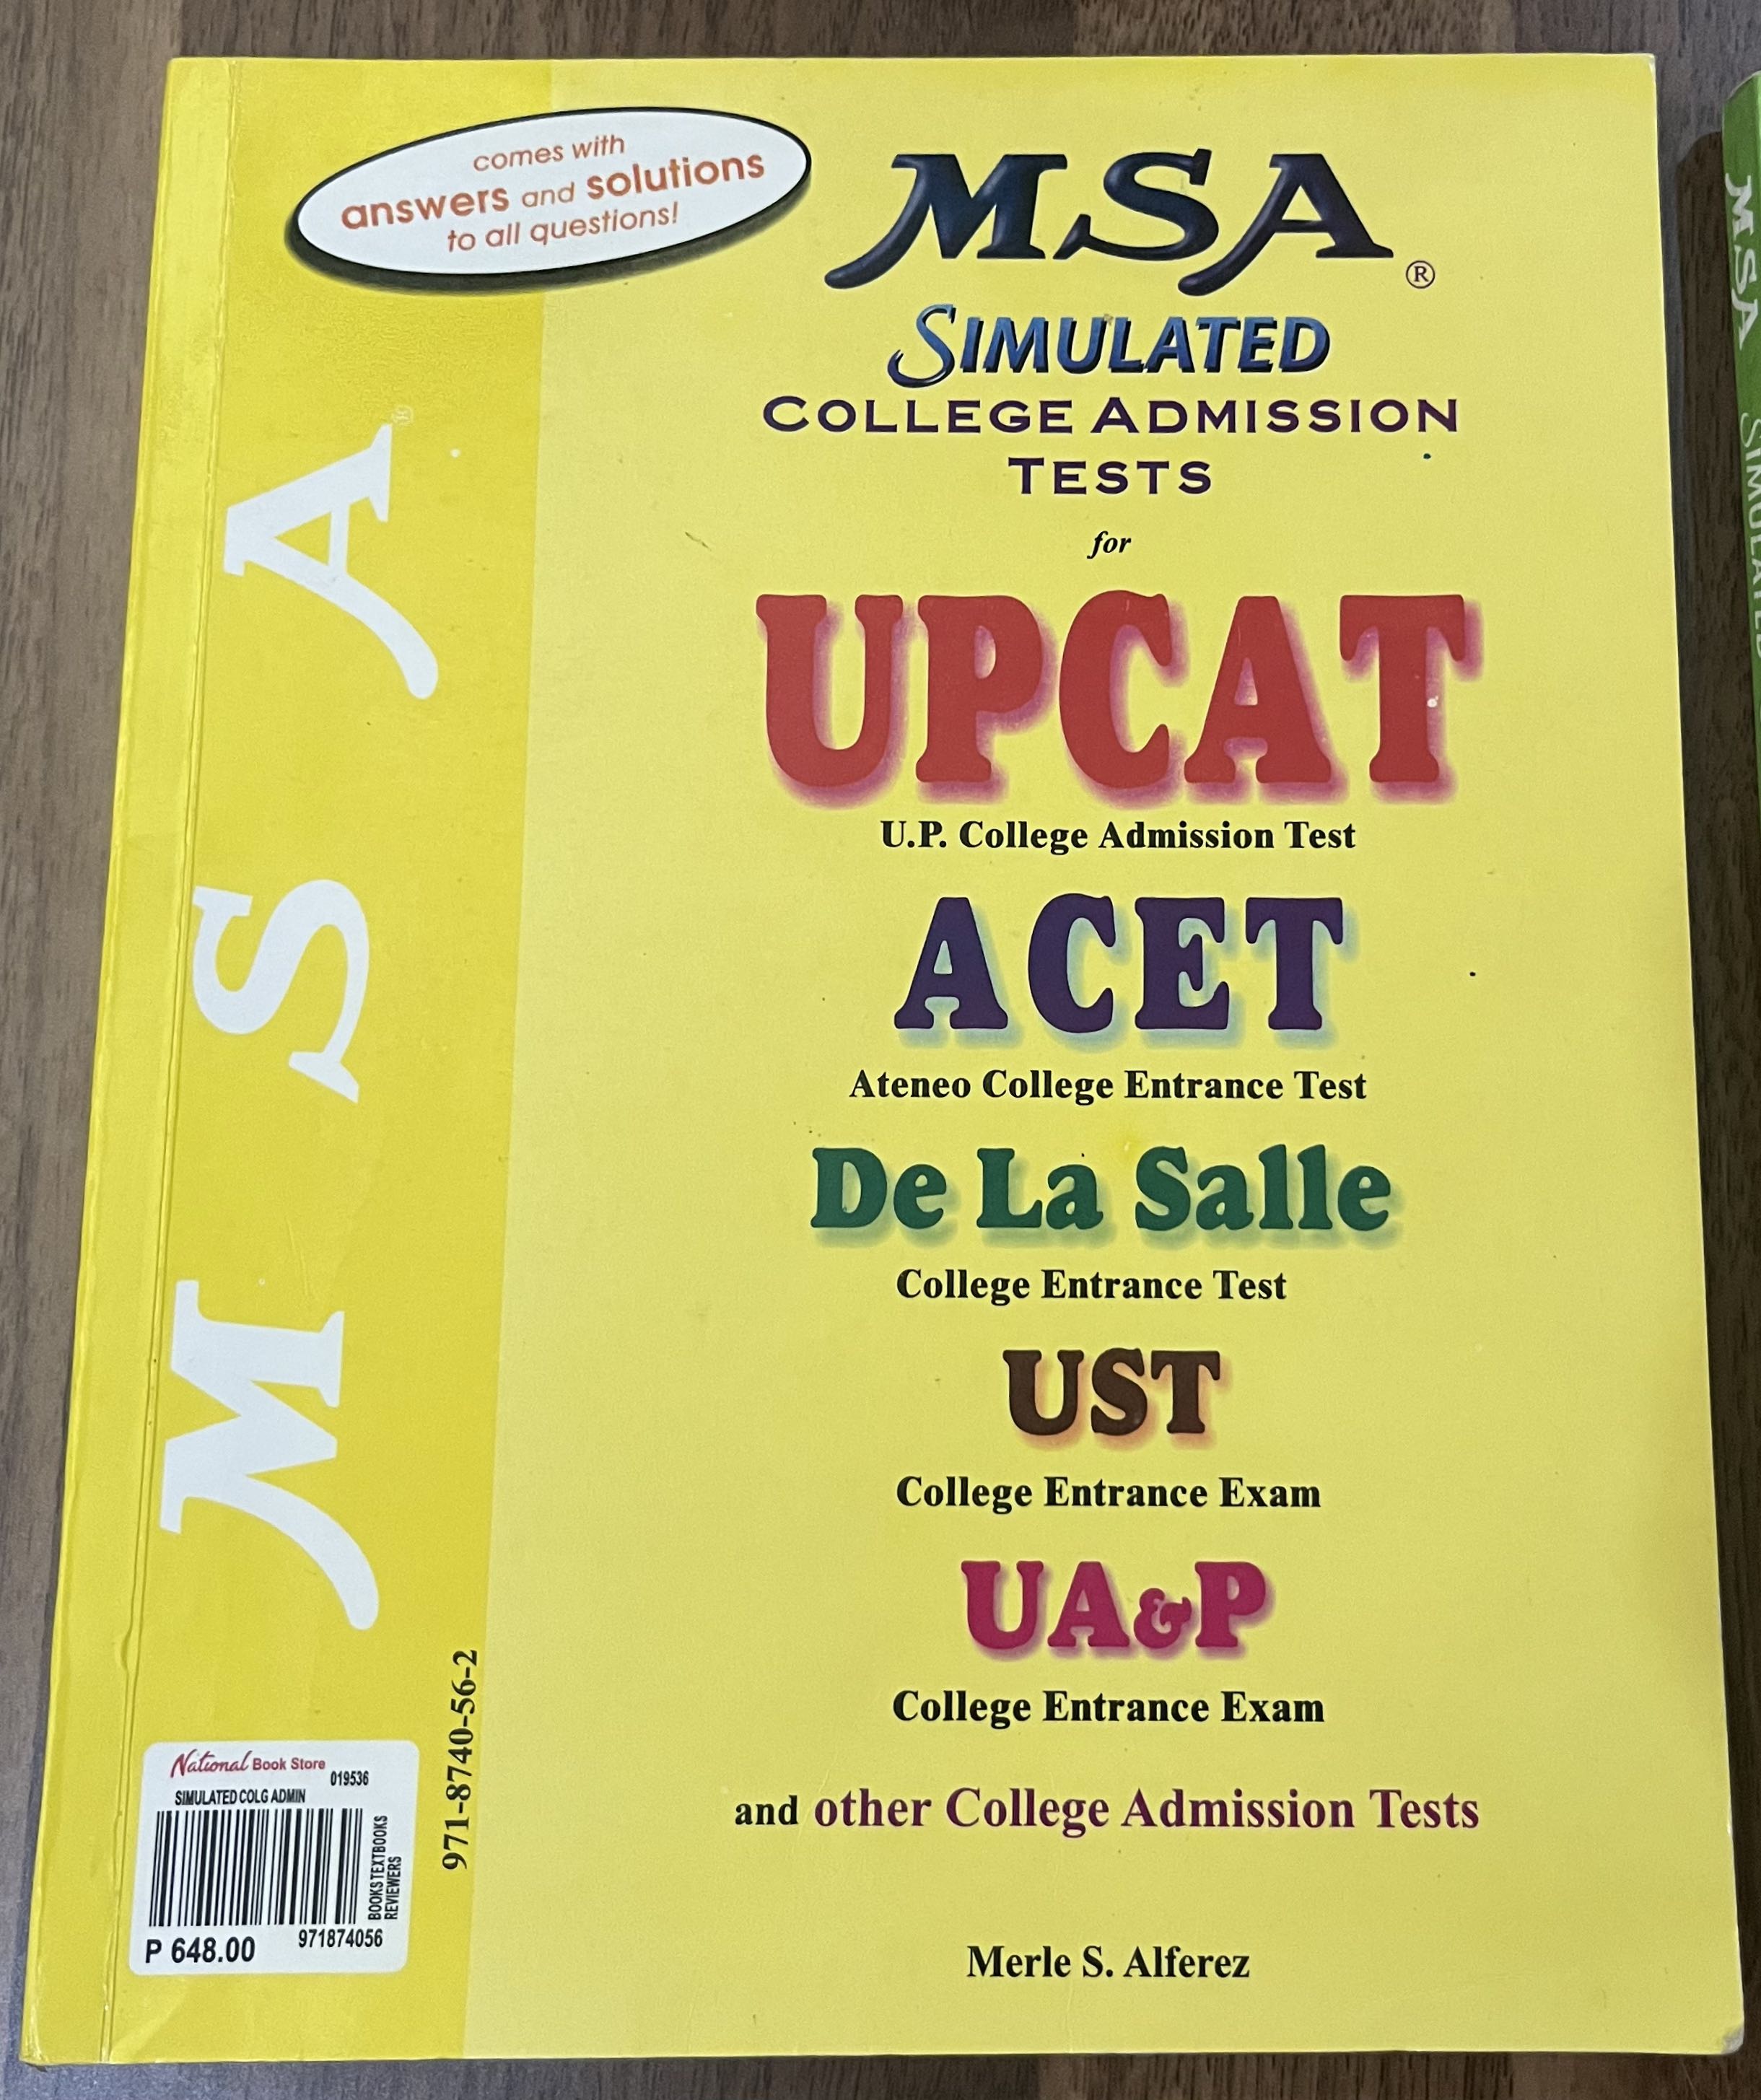 comes with
answers and solutions
to all questions!
MSA®
SIMULATED
COLLEGE ADMISSION
TESTS
for
UPCAT
U.P. College Admission Test
ACET
Ateneo College Entrance Test
De La Salle
College Entrance Test
UST
College Entrance Exam
UA&P
College Entrance Exam
and other College Admission Tests
Merle S. Alferez
MSA®
971-8740-56-2
National Book Store
019536
SIMULATED COLG ADMIN
BOOKS TEXTBOOKS
REVIEWERS
P 648.00
971874056
MSA SIMULATED